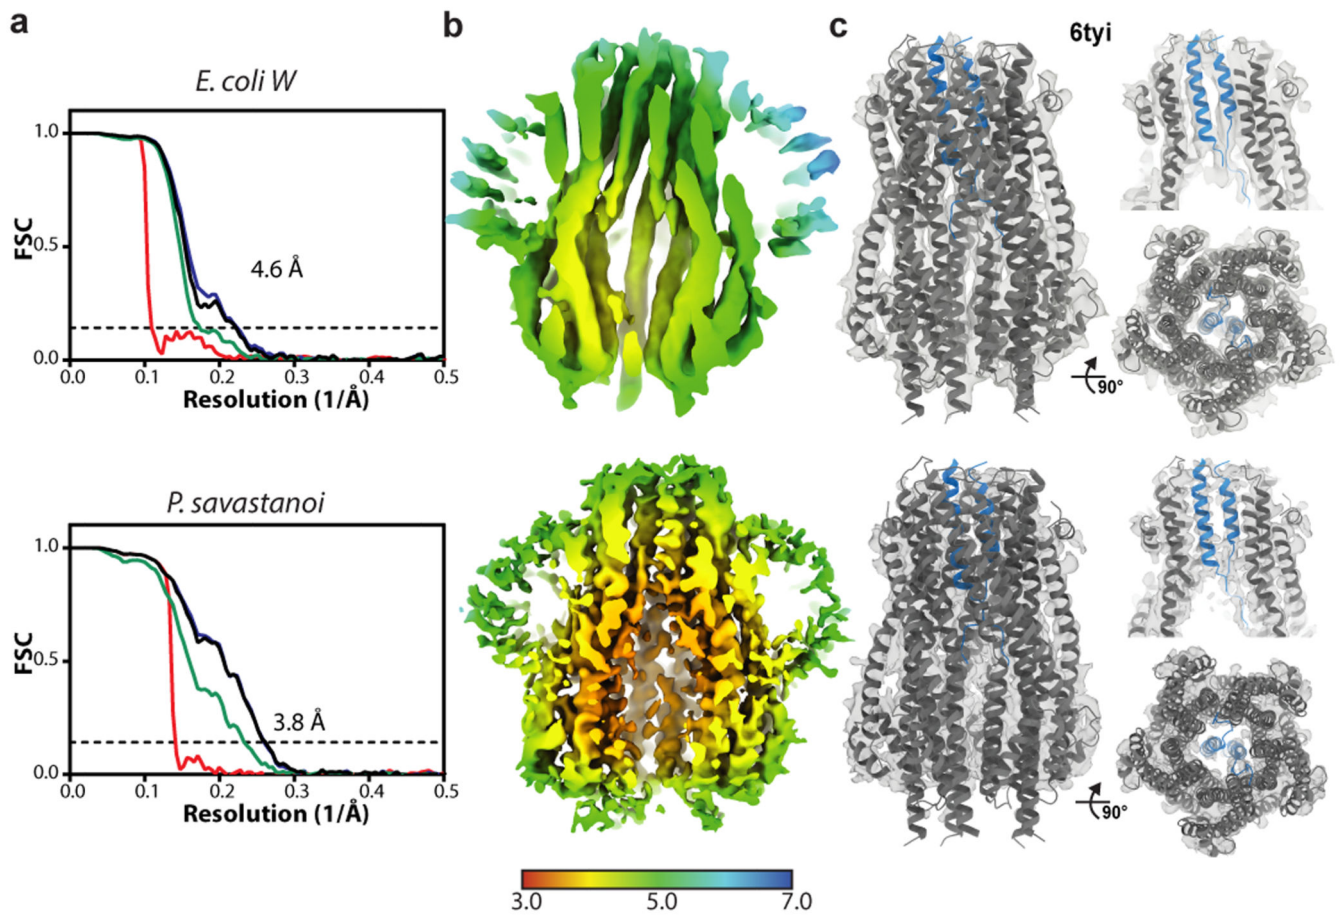 a
b
c
E. coli W
6tyi
1.0
FSC
0.5
4.6 Å
0.0
0.0 0.1 0.2 0.3 0.4 0.5
Resolution (1/Å)
90°
P. savastanoi
1.0
FSC
0.5
3.8 Å
0.0
0.0 0.1 0.2 0.3 0.4 0.5
Resolution (1/Å)
90°
3.0 5.0 7.0